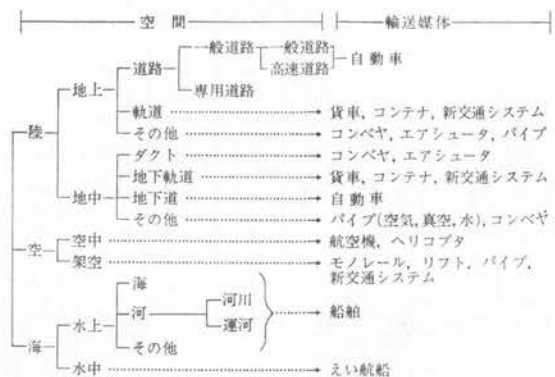 空間 輸送媒体
一般道路 一般道路
道路 自動車
高速道路
地上 専用道路
軌道 貨車, コンテナ, 新交通システム
陸 その他 コンベヤ, エアシュータ, パイプ
ダクト コンベヤ, エアシュータ
地下軌道 貨車, コンテナ, 新交通システム
地中 地下道 自動車
その他 パイプ(空気, 真空, 水), コンベヤ
空 空中 航空機, ヘリコプタ
架空 モノレール, リフト, パイプ,
新交通システム
海
河川
水上 河 船舶
運河
海 その他
水中 えい航船